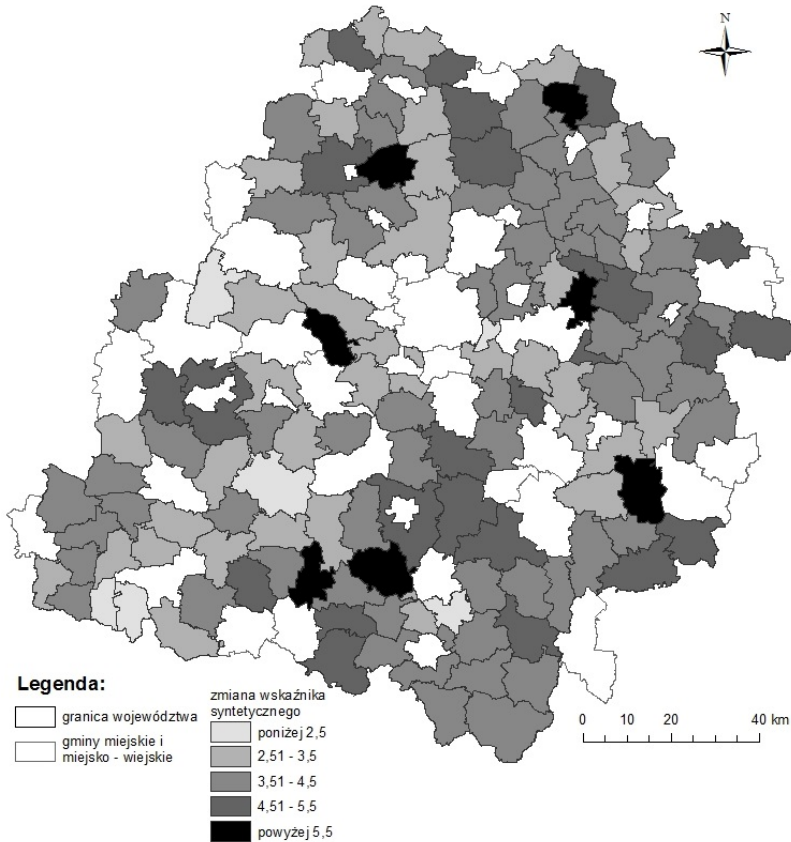 N
Legenda:
granica województwa
gminy miejskie i
miejsko - wiejskie
zmiana wskaźnika
syntetycznego
poniżej 2,5
2,51 - 3,5
3,51 - 4,5
4,51 - 5,5
powyżej 5,5
0 10 20 40 km